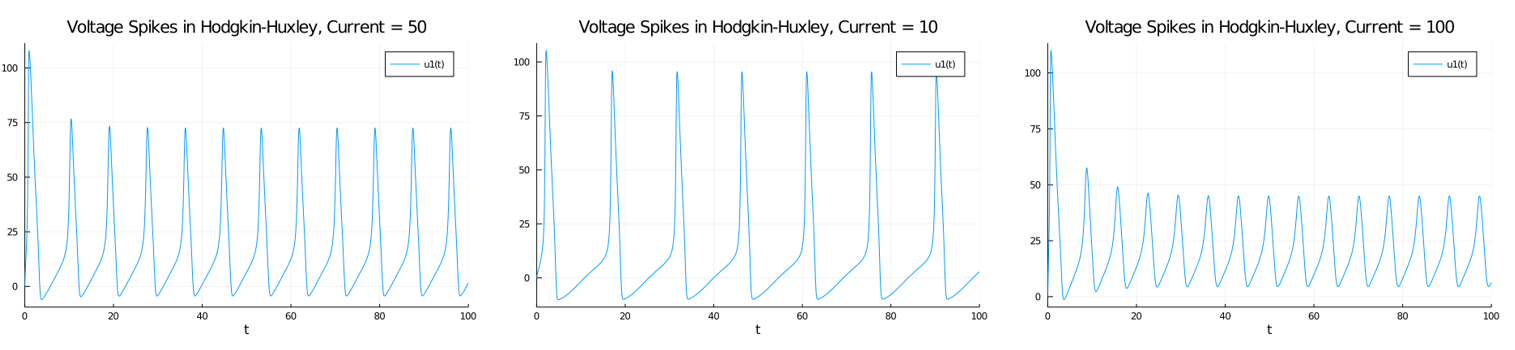 Voltage Spikes in Hodgkin-Huxley, Current = 50
u1(t)
100
75
50
25
0
0 20 40 60 80 100
t
Voltage Spikes in Hodgkin-Huxley, Current = 10
u1(t)
100
75
50
25
0
0 20 40 60 80 100
t
Voltage Spikes in Hodgkin-Huxley, Current = 100
u1(t)
100
75
50
25
0
0 20 40 60 80 100
t